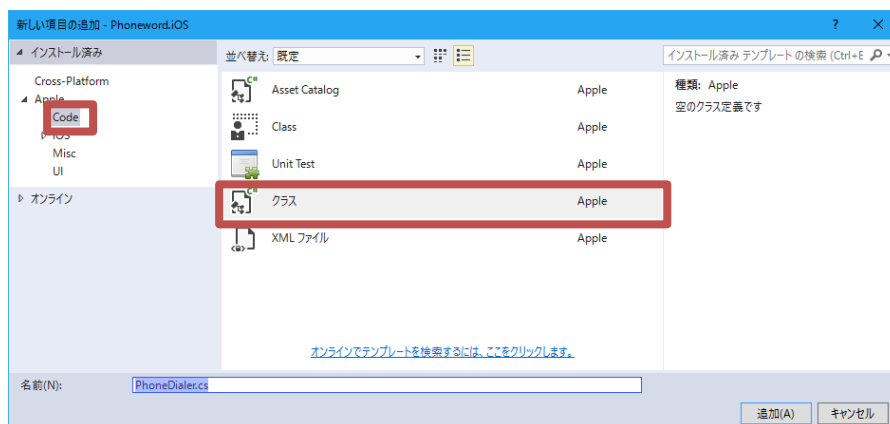 新しい項目の追加 - Phoneword.iOS
インストール済み
並べ替え: 既定
インストール済み テンプレート の検索 (Ctrl+E
Cross-Platform
Apple
Code
iOS
Misc
UI
オンライン
Asset Catalog Apple
Class Apple
Unit Test Apple
クラス Apple
XML ファイル Apple
種類: Apple
空のクラス定義です
オンラインでテンプレートを検索するには、ここをクリックします。
名前(N): PhoneDialer.cs
追加(A) キャンセル